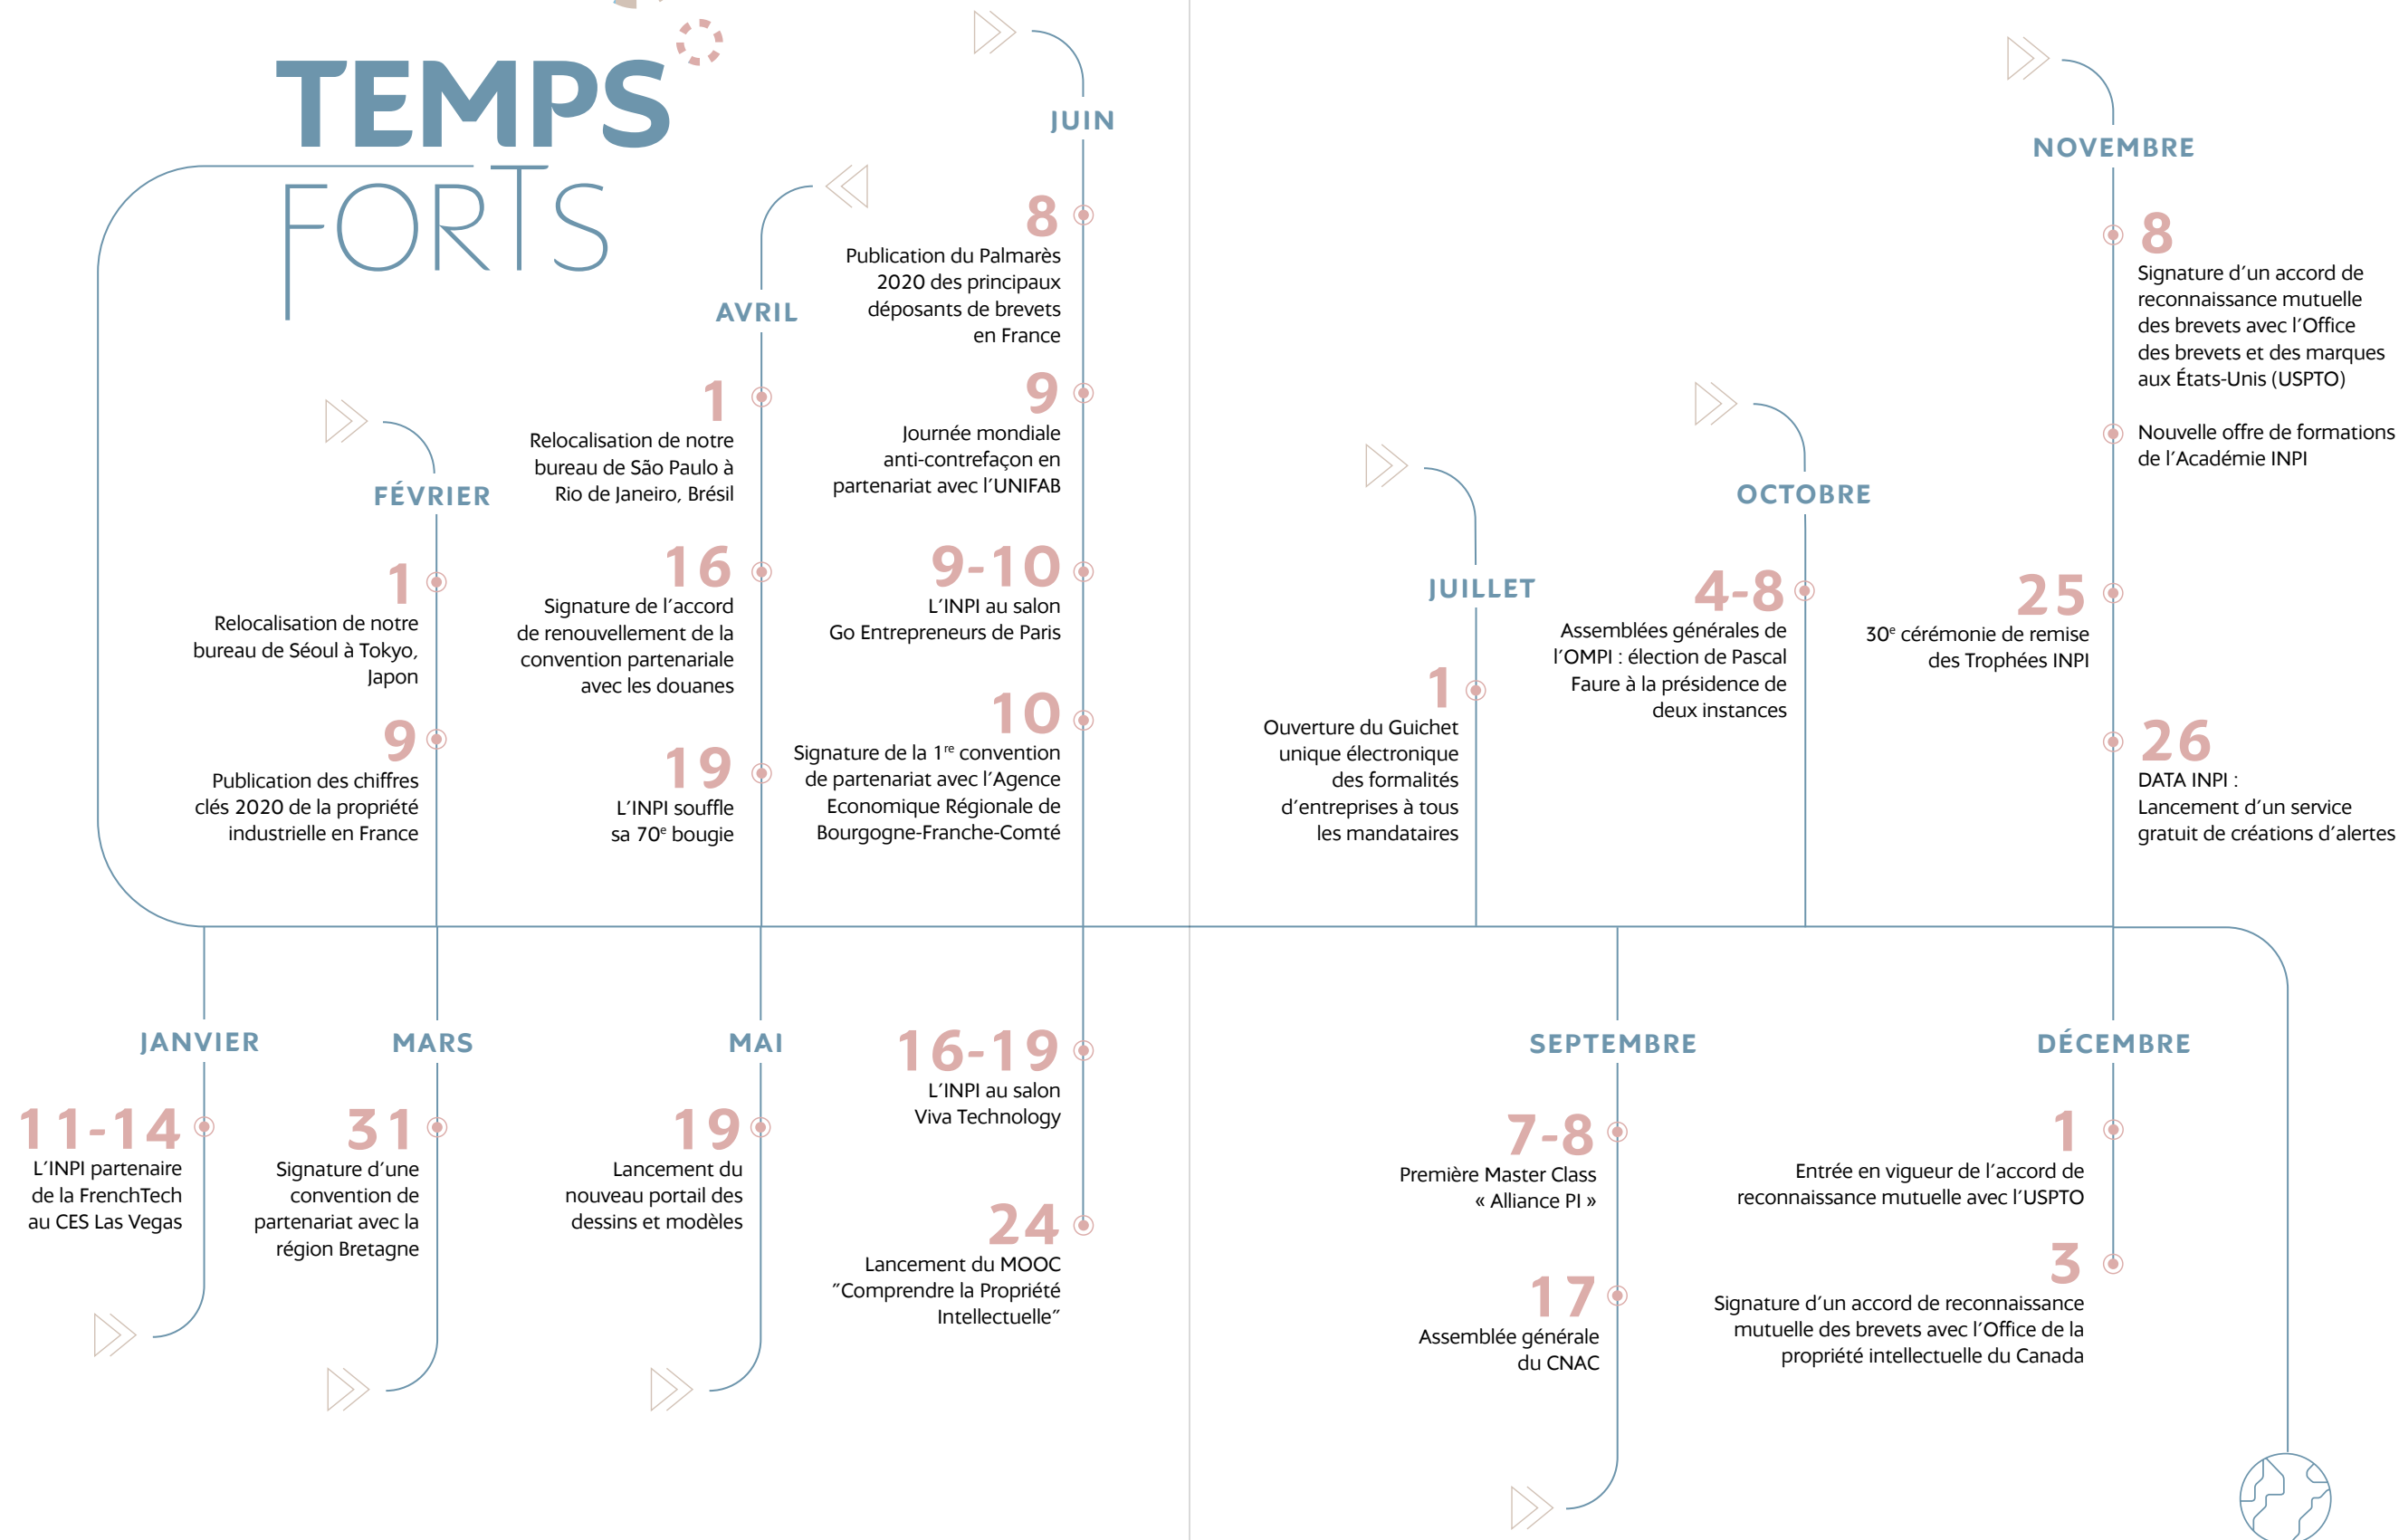 TEMPS
FORTS
JANVIER
11-14
L'INPI partenaire
de la FrenchTech
au CES Las Vegas
FÉVRIER
1
Relocalisation de notre
bureau de Séoul à Tokyo,
Japon
9
Publication des chiffres
clés 2020 de la propriété
industrielle en France
MARS
31
Signature d'une
convention de
partenariat avec la
région Bretagne
AVRIL
1
Relocalisation de notre
bureau de São Paulo à
Rio de Janeiro, Brésil
16
Signature de l'accord
de renouvellement de la
convention partenariale
avec les douanes
19
L'INPI souffle
sa 70e bougie
MAI
19
Lancement du
nouveau portail des
dessins et modèles
JUIN
8
Publication du Palmarès
2020 des principaux
déposants de brevets
en France
9
Journée mondiale
anti-contrefaçon en
partenariat avec l'UNIFAB
9-10
L'INPI au salon
Go Entrepreneurs de Paris
10
Signature de la 1re convention
de partenariat avec l'Agence
Economique Régionale de
Bourgogne-Franche-Comté
16-19
L'INPI au salon
Viva Technology
24
Lancement du MOOC
"Comprendre la Propriété
Intellectuelle"
JUILLET
1
Ouverture du Guichet
unique électronique
des formalités
d'entreprises à tous
les mandataires
SEPTEMBRE
7-8
Première Master Class
« Alliance PI »
17
Assemblée générale
du CNAC
OCTOBRE
4-8
Assemblées générales de
l'OMPI : élection de Pascal
Faure à la présidence de
deux instances
NOVEMBRE
8
Signature d'un accord de
reconnaissance mutuelle
des brevets avec l'Office
des brevets et des marques
aux États-Unis (USPTO)
Nouvelle offre de formations
de l'Académie INPI
25
30e cérémonie de remise
des Trophées INPI
26
DATA INPI :
Lancement d'un service
gratuit de créations d'alertes
DÉCEMBRE
1
Entrée en vigueur de l'accord de
reconnaissance mutuelle avec l'USPTO
3
Signature d'un accord de reconnaissance
mutuelle des brevets avec l'Office de la
propriété intellectuelle du Canada